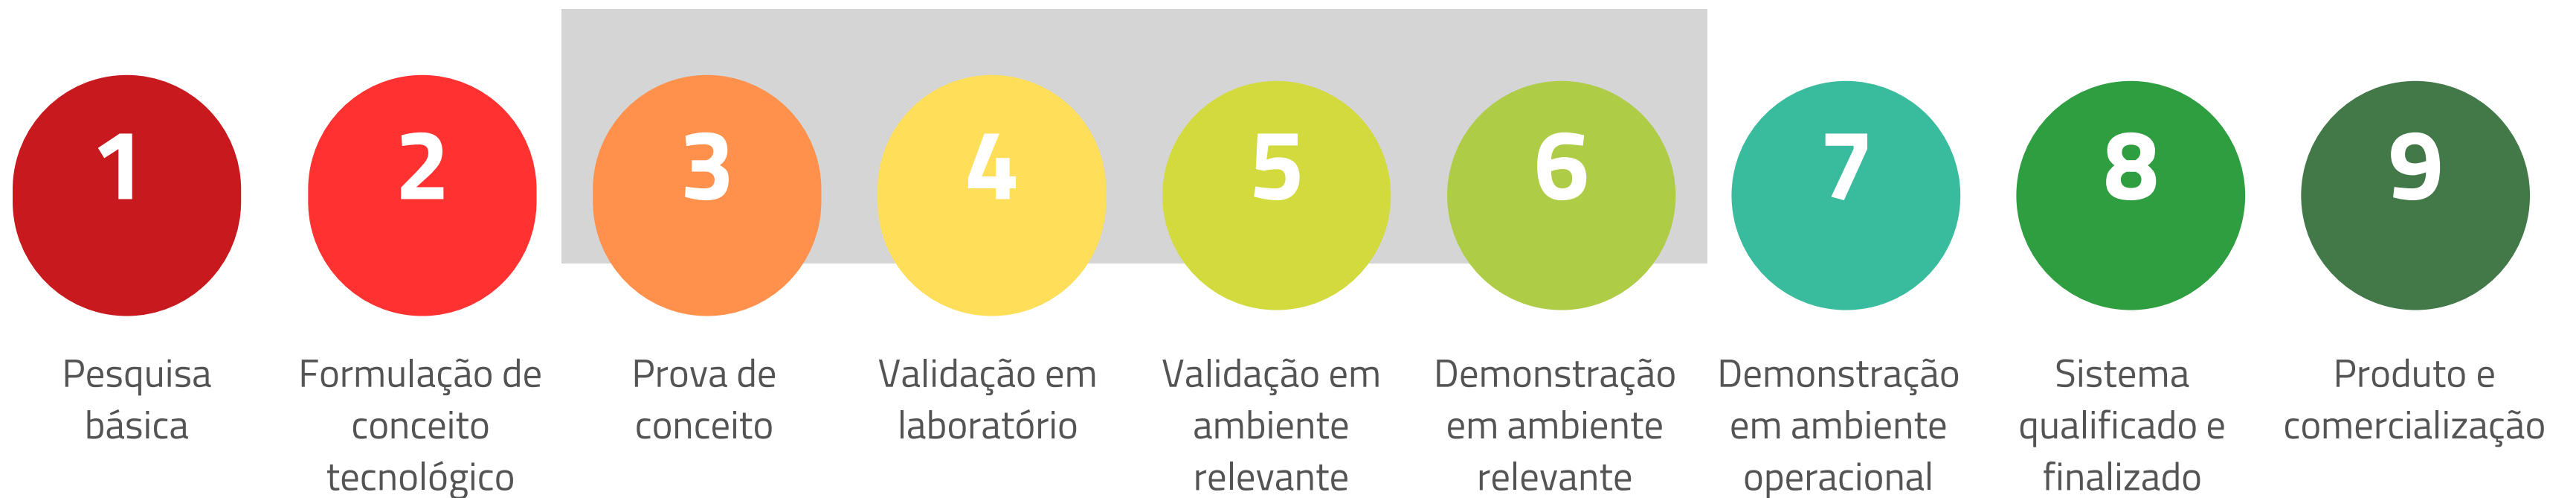 1
2
3
4
5
6
7
8
9
Pesquisa
básica
Formulação de
conceito
tecnológico
Prova de
conceito
Validação em
laboratório
Validação em
ambiente
relevante
Demonstração
em ambiente
relevante
Demonstração
em ambiente
operacional
Sistema
qualificado e
finalizado
Produto e
comercialização